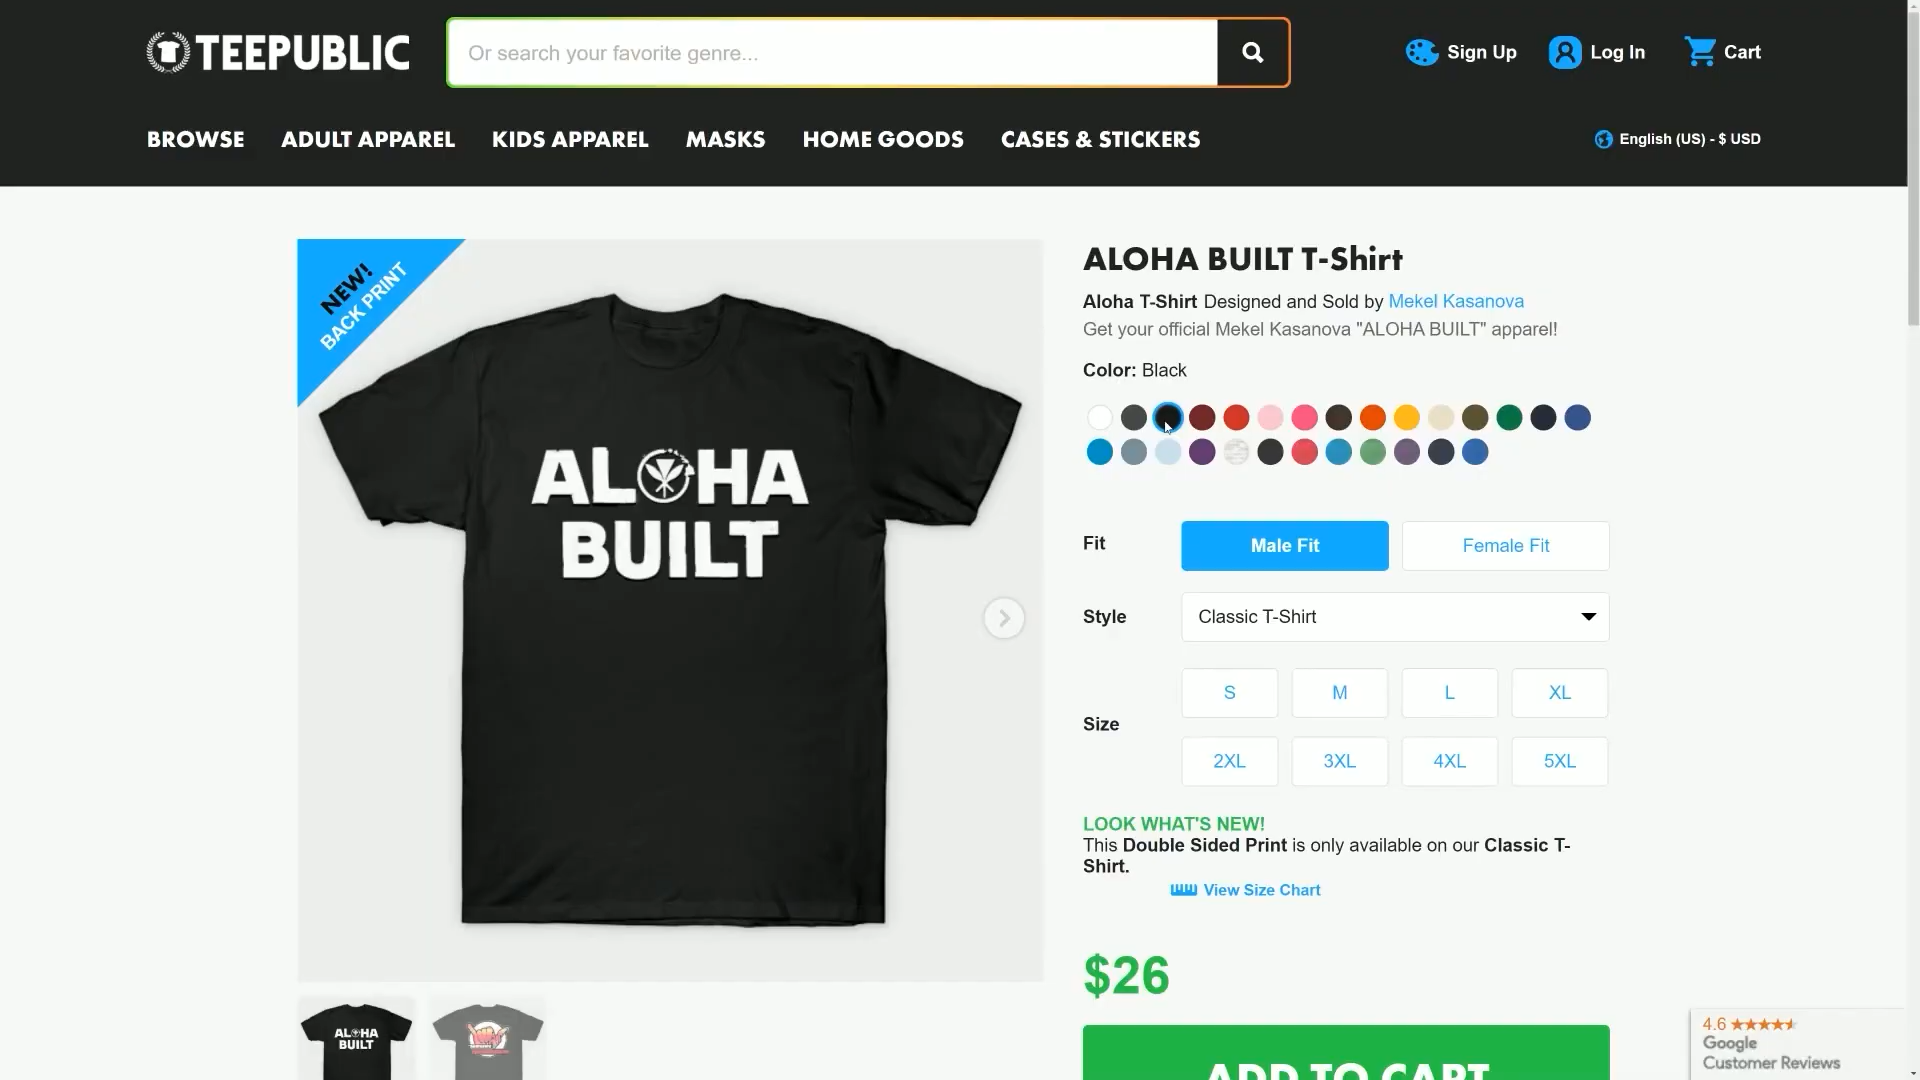 TEEPUBLIC
Or search your favorite genre...
Sign Up
Log In
Cart
BROWSE
ADULT APPAREL
KIDS APPAREL
MASKS
HOME GOODS
CASES & STICKERS
English (US) - $ USD
NEW!
BACK PRINT
ALOHA
BUILT
ALOHA BUILT T-Shirt
Aloha T-Shirt Designed and Sold by Mekel Kasanova
Get your official Mekel Kasanova "ALOHA BUILT" apparel!
Color: Black
Fit
Male Fit
Female Fit
Style
Classic T-Shirt
Size
S
M
L
XL
2XL
3XL
4XL
5XL
LOOK WHAT'S NEW!
This Double Sided Print is only available on our Classic T-
Shirt.
View Size Chart
$26
ADD TO CART
ALOHA
BUILT
4.6
Google
Customer Reviews